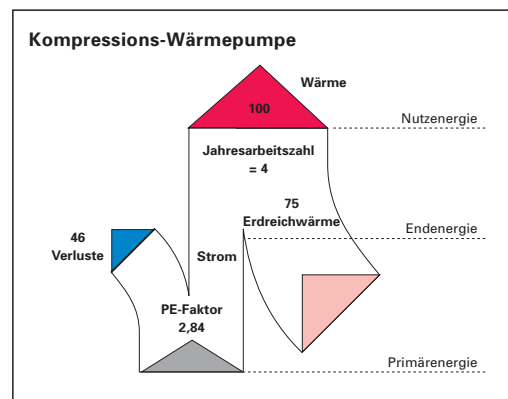 Kompressions-Wärmepumpe
Wärme
100
Nutzenergie
Jahresarbeitszahl
= 4
75
Erdreichwärme
46
Verluste
Endenergie
Strom
PE-Faktor
2,84
Primärenergie